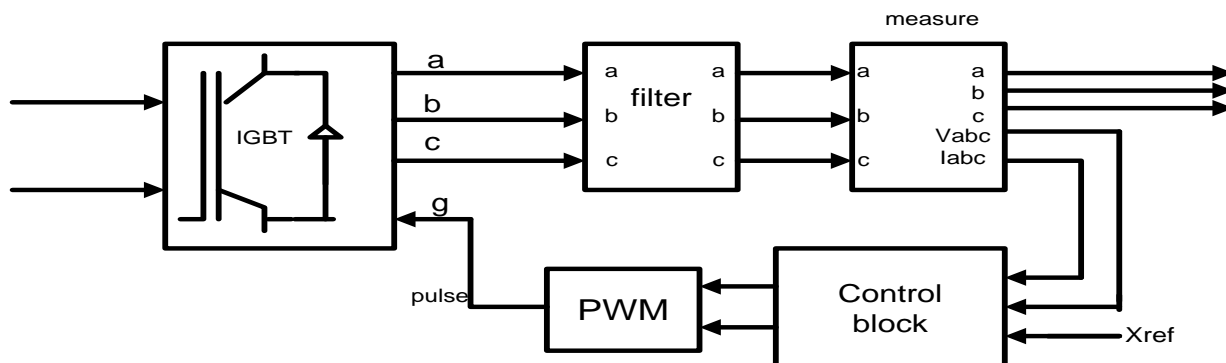 measure
IGBT
a
b
c
g
a
b
c
filter
a
b
c
a
b
c
a
b
c
Vabc
Iabc
pulse
PWM
Control
block
Xref